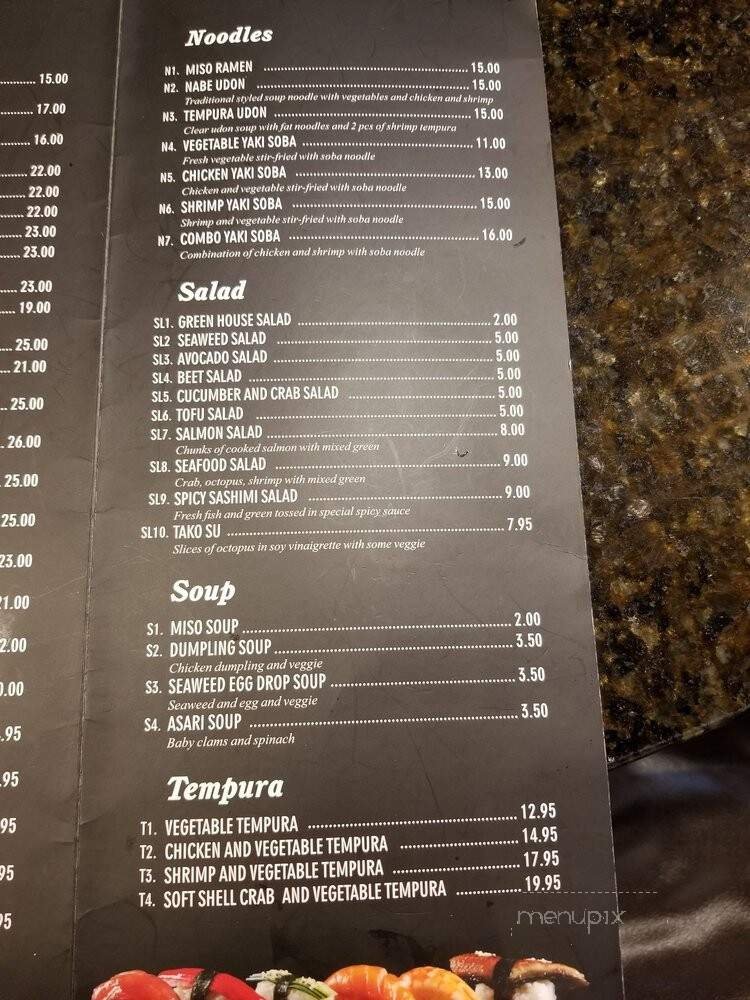 15.00
17.00
16.00
22.00
22.00
22.00
23.00
23.00
23.00
19.00
25.00
21.00
25.00
26.00
25.00
25.00
23.00
21.00
2.00
0.00
.95
.95
95
95
95
Noodles
N1. MISO RAMEN 15.00
N2. NABE UDON 15.00
Traditional styled soup noodle with vegetables and chicken and shrimp
N3. TEMPURA UDON 15.00
Clear udon soup with fat noodles and 2 pcs of shrimp tempura
N4. VEGETABLE YAKI SOBA 11.00
Fresh vegetable stir-fried with soba noodle
N5. CHICKEN YAKI SOBA 13.00
Chicken and vegetable stir-fried with soba noodle
N6. SHRIMP YAKI SOBA 15.00
Shrimp and vegetable stir-fried with soba noodle
N7. COMBO YAKI SOBA 16.00
Combination of chicken and shrimp with soba noodle
Salad
SL1. GREEN HOUSE SALAD 2.00
SL2 SEAWEED SALAD 5.00
SL3. AVOCADO SALAD 5.00
SL4. BEET SALAD 5.00
SL5. CUCUMBER AND CRAB SALAD 5.00
SL6. TOFU SALAD 5.00
SL7. SALMON SALAD 8.00
Chunks of cooked salmon with mixed green
SL8. SEAFOOD SALAD 9.00
Crab, octopus, shrimp with mixed green
SL9. SPICY SASHIMI SALAD 9.00
Fresh fish and green tossed in special spicy sauce
SL10. TAKO SU 7.95
Slices of octopus in soy vinaigrette with some veggie
Soup
S1. MISO SOUP 2.00
S2. DUMPLING SOUP 3.50
Chicken dumpling and veggie
S3. SEAWEED EGG DROP SOUP 3.50
Seaweed and egg and veggie
S4. ASARI SOUP 3.50
Baby clams and spinach
Tempura
T1. VEGETABLE TEMPURA 12.95
T2. CHICKEN AND VEGETABLE TEMPURA 14.95
T3. SHRIMP AND VEGETABLE TEMPURA 17.95
T4. SOFT SHELL CRAB AND VEGETABLE TEMPURA 19.95
menupix